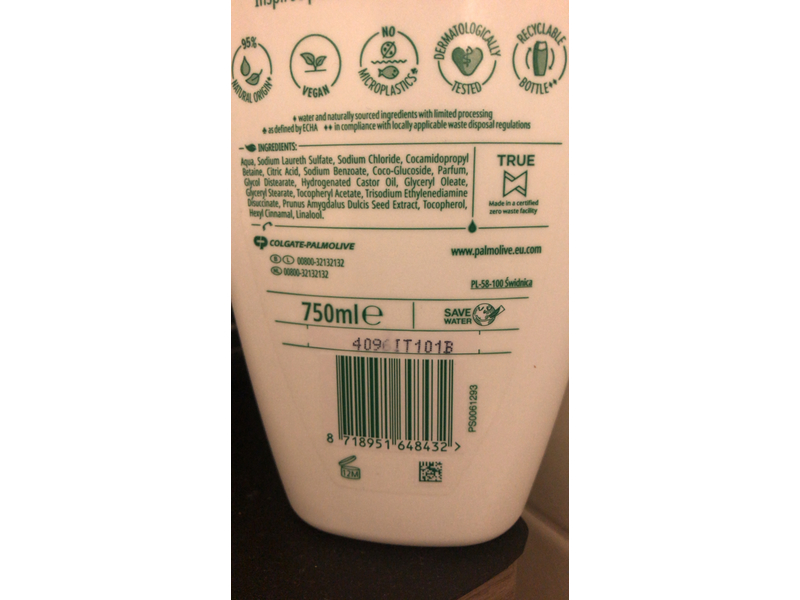 95%
NATURAL ORIGIN♦
VEGAN
NO
MICROPLASTICS♠
DERMATOLOGICALLY
TESTED
RECYCLABLE
BOTTLE♦♦
♦ water and naturally sourced ingredients with limited processing
♠ as defined by ECHA ♦♦ in compliance with locally applicable waste disposal regulations
INGREDIENTS:
Aqua, Sodium Laureth Sulfate, Sodium Chloride, Cocamidopropyl
Betaine, Citric Acid, Sodium Benzoate, Coco-Glucoside, Parfum,
Glycol Distearate, Hydrogenated Castor Oil, Glyceryl Oleate,
Glyceryl Stearate, Tocopheryl Acetate, Trisodium Ethylenediamine
Disuccinate, Prunus Amygdalus Dulcis Seed Extract, Tocopherol,
Hexyl Cinnamal, Linalool.
TRUE
Made in a certified
zero waste facility
COLGATE-PALMOLIVE
B L 00800-32132132
NL 00800-32132132
www.palmolive.eu.com
PL-58-100 Świdnica
750ml e
SAVE
WATER
4096IT101B
PS0061293
8 718951 648432 >
12M